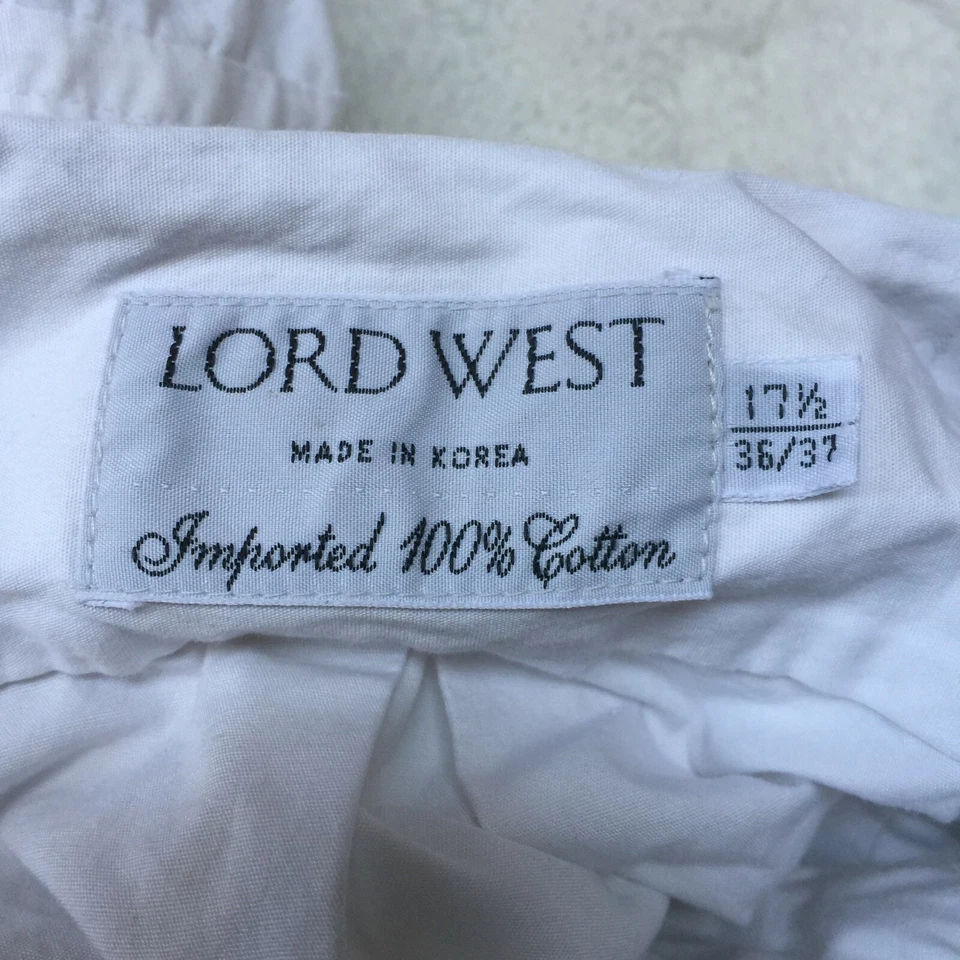 LORD WEST
MADE IN KOREA
Imported 100% Cotton
17½
36/37